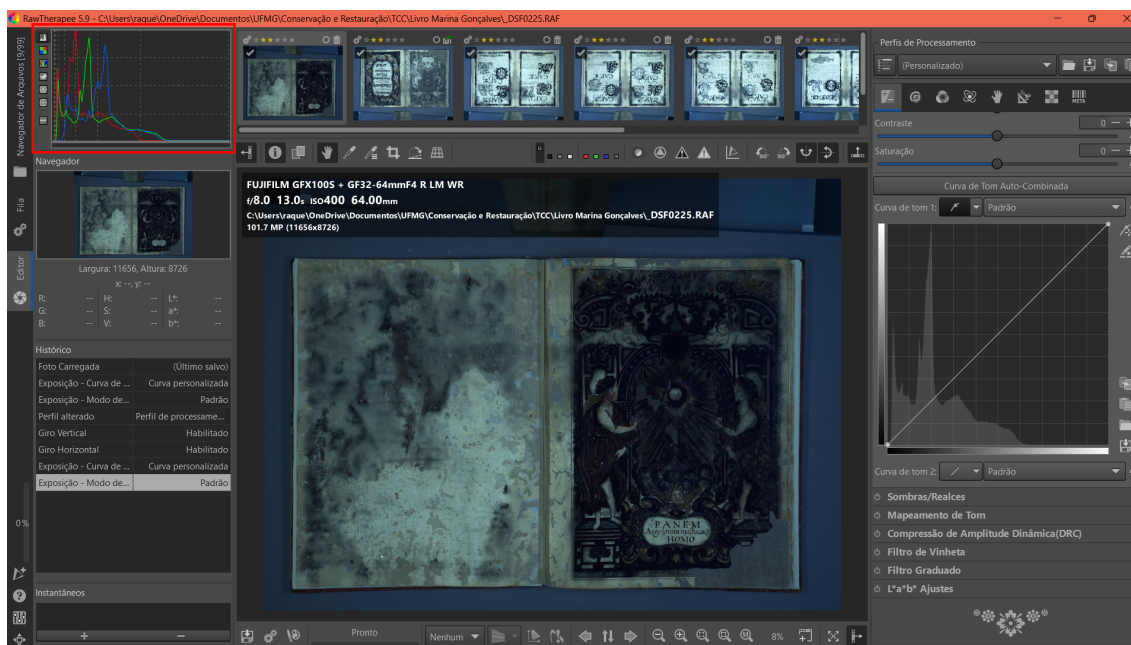 RawTherapee 5.9 - C:\Users\raque\OneDrive\Documentos\UFMG\Conservação e Restauração\TCC\Livro Marina Gonçalves\_DSF0225.RAF
Navegador de Arquivos [9/99]
Fila
Editor
0%
Navegador
Largura: 11656, Altura: 8726
x: --, y: --
R: -- H: -- L*: --
G: -- S: -- a*: --
B: -- V: -- b*: --
Histórico
Foto Carregada (Último salvo)
Exposição - Curva de ... Curva personalizada
Exposição - Modo de... Padrão
Perfil alterado Perfil de processame...
Giro Vertical Habilitado
Giro Horizontal Habilitado
Exposição - Curva de ... Curva personalizada
Exposição - Modo de... Padrão
Instantâneos
FUJIFILM GFX100S + GF32-64mmF4 R LM WR
f/8.0 13.0s ISO400 64.00mm
C:\Users\raque\OneDrive\Documentos\UFMG\Conservação e Restauração\TCC\Livro Marina Gonçalves\_DSF0225.RAF
101.7 MP (11656x8726)
PANEM
Angelorum manducavit
HOMO
Pronto
Nenhum
8%
Perfis de Processamento
(Personalizado)
META
Contraste 0
Saturação 0
Curva de Tom Auto-Combinada
Curva de tom 1: Padrão
Curva de tom 2: Padrão
Sombras/Realces
Mapeamento de Tom
Compressão de Amplitude Dinâmica(DRC)
Filtro de Vinheta
Filtro Graduado
L*a*b* Ajustes